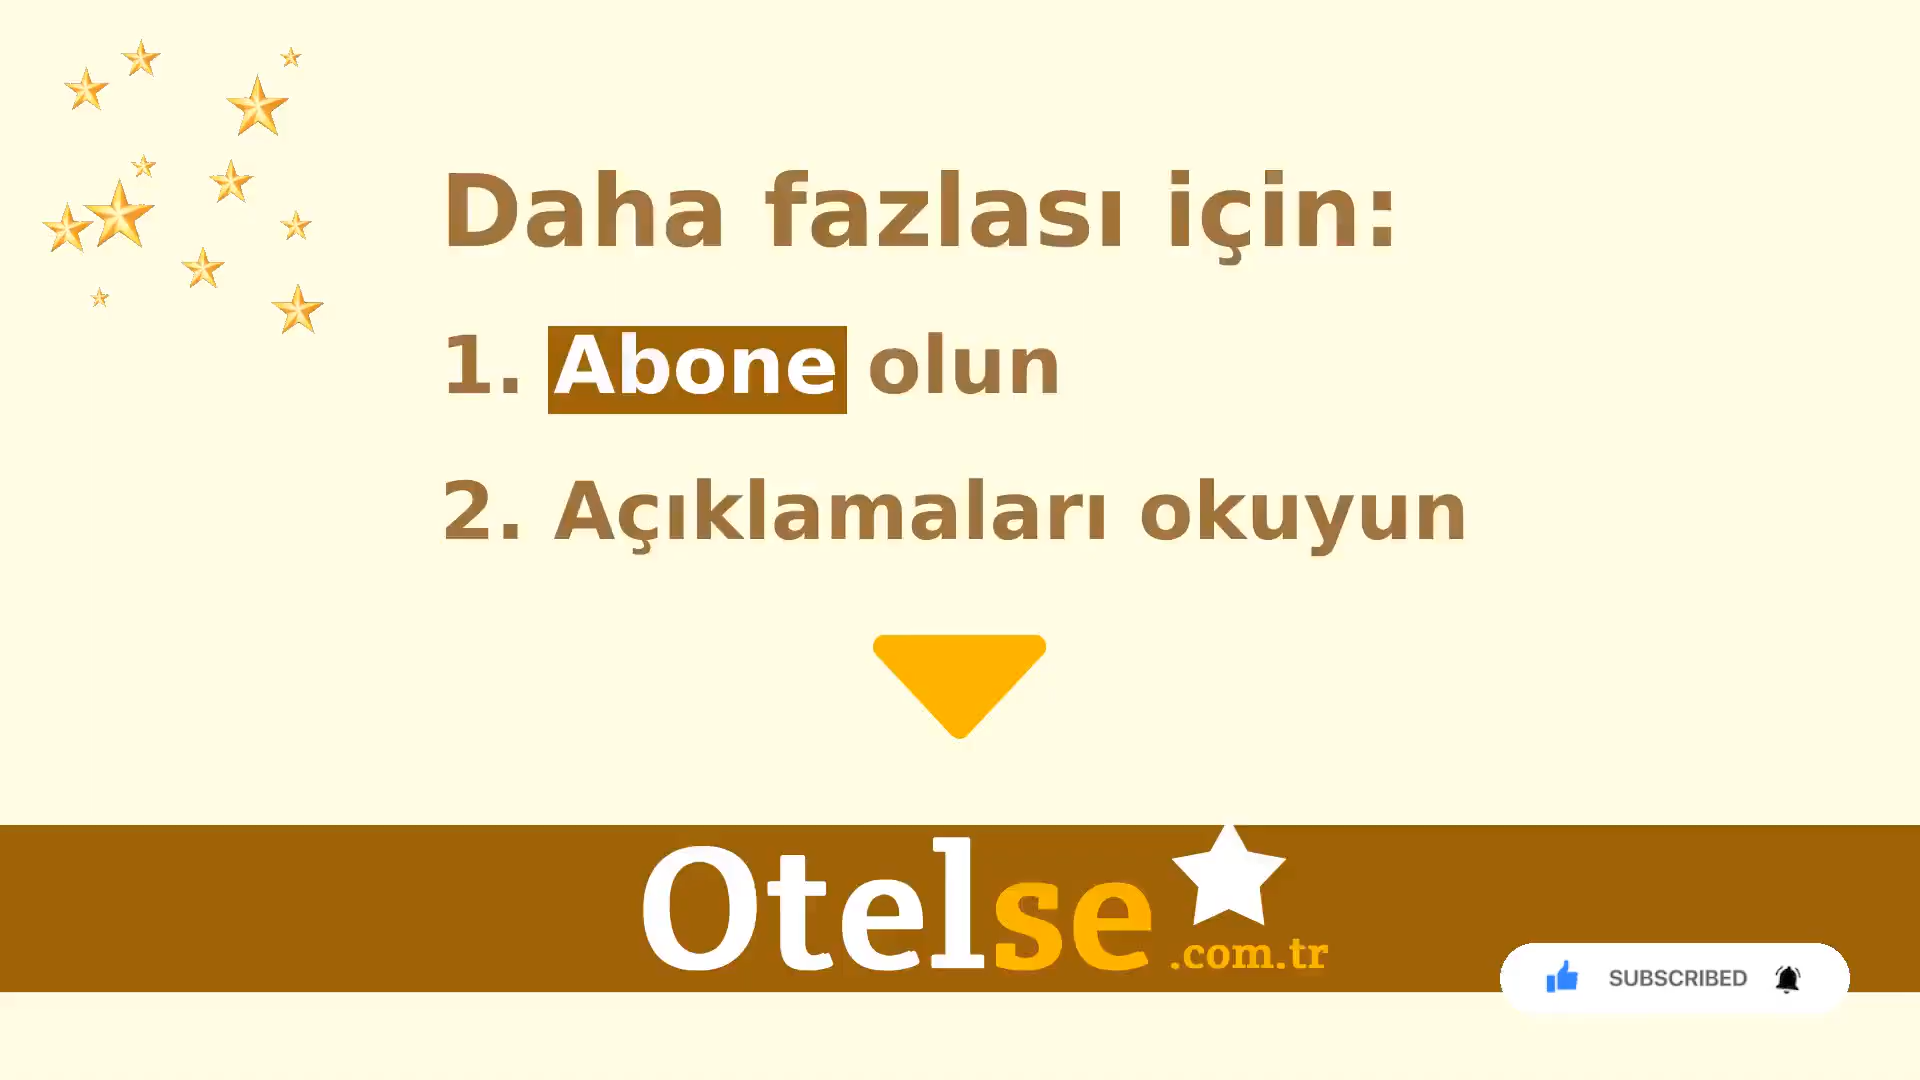 Daha fazlası için:
1. Abone olun
2. Açıklamaları okuyun
Otelse
.com.tr
SUBSCRIBED